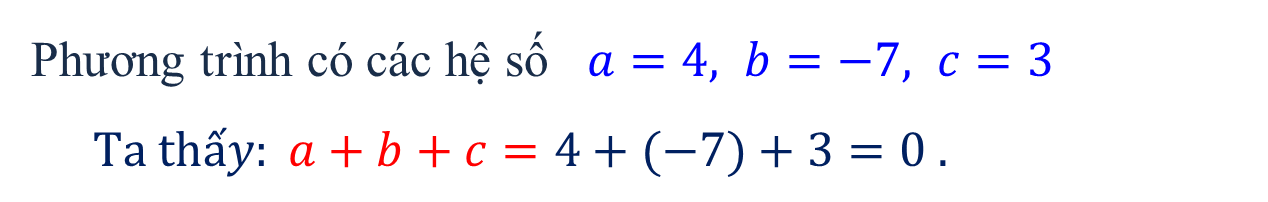 Phương trình có các hệ số a = 4, b = −7, c = 3
Ta thấy: a + b + c = 4 + (−7) + 3 = 0 .